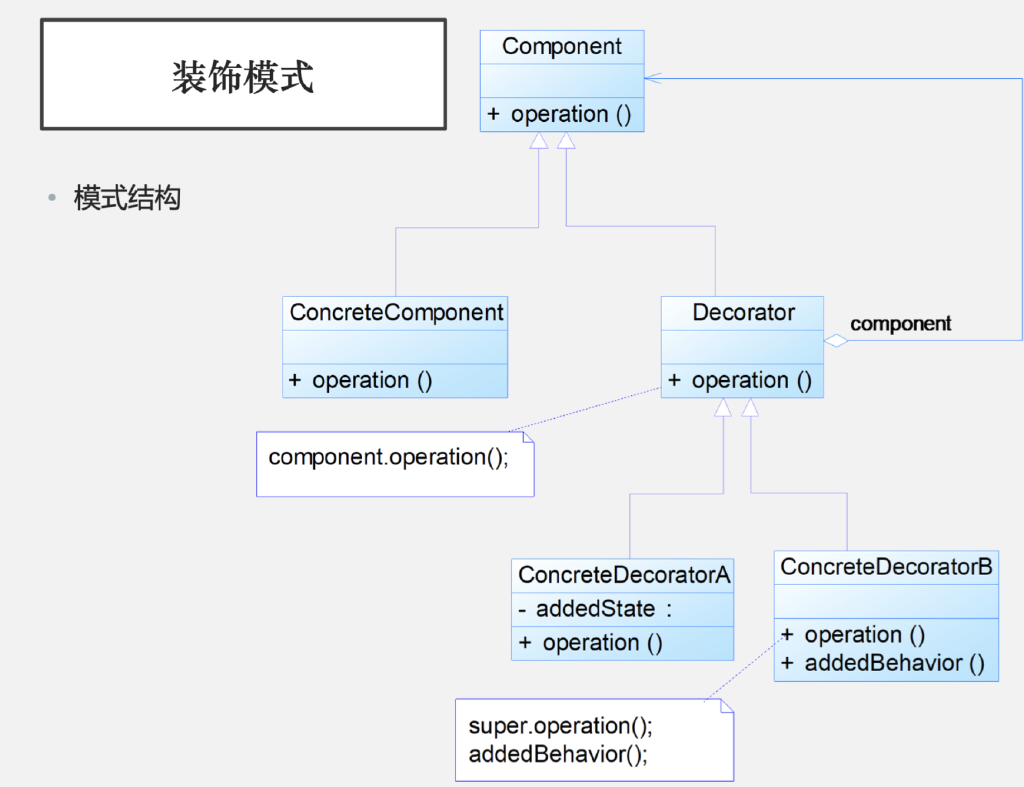 装饰模式
• 模式结构
Component
+ operation ()
ConcreteComponent
+ operation ()
Decorator
+ operation ()
component
component.operation();
ConcreteDecoratorA
- addedState :
+ operation ()
ConcreteDecoratorB
+ operation ()
+ addedBehavior ()
super.operation();
addedBehavior();